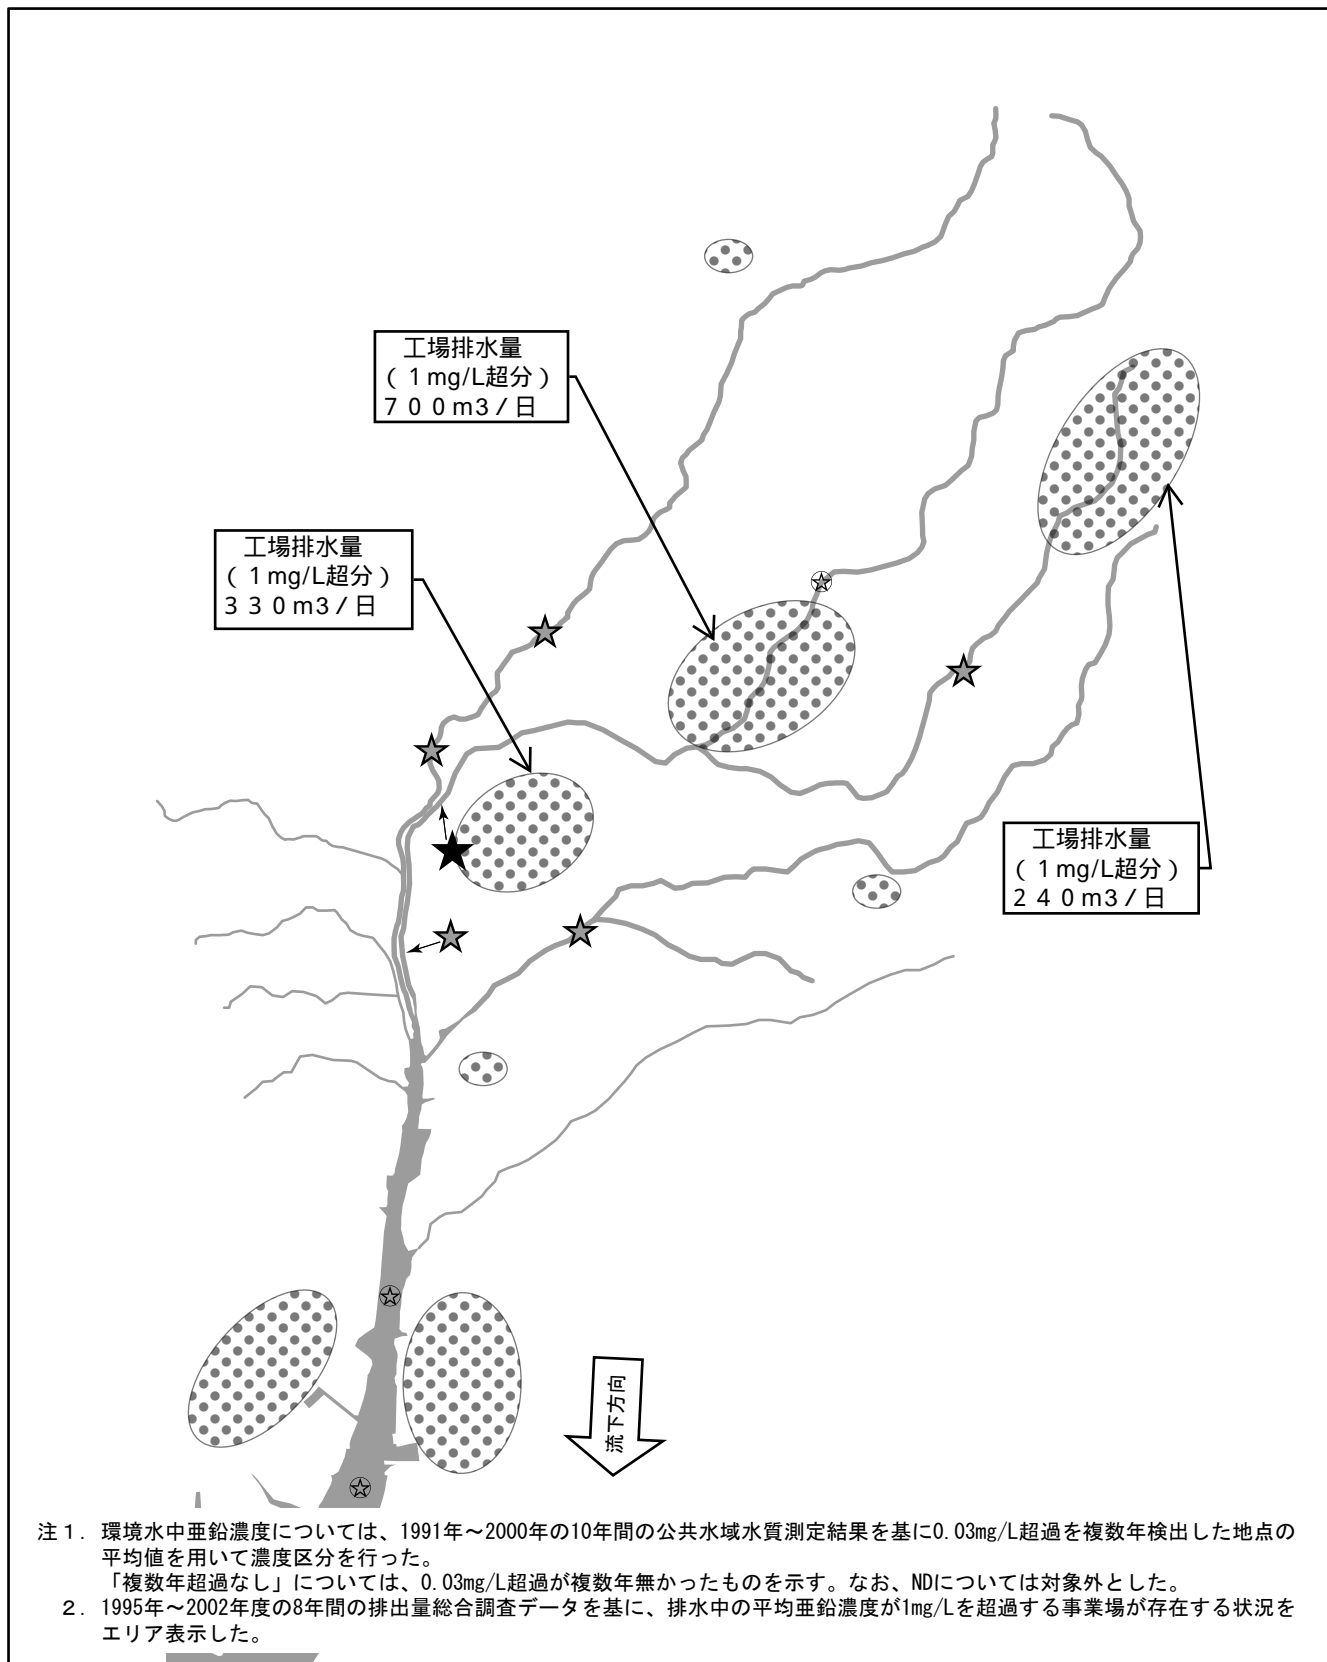 工場排水量
(1mg/L超分)
700m3/日
工場排水量
(1mg/L超分)
330m3/日
工場排水量
(1mg/L超分)
240m3/日
流下方向
注1. 環境水中亜鉛濃度については、1991年～2000年の10年間の公共水域水質測定結果を基に0.03mg/L超過を複数年検出した地点の
平均値を用いて濃度区分を行った。
「複数年超過なし」については、0.03mg/L超過が複数年無かったものを示す。なお、NDについては対象外とした。
2. 1995年～2002年度の8年間の排出量総合調査データを基に、排水中の平均亜鉛濃度が1mg/Lを超過する事業場が存在する状況を
エリア表示した。